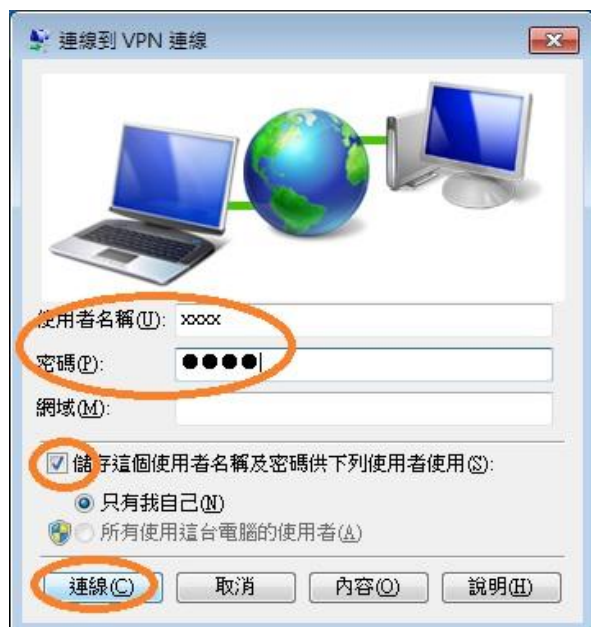 連線到 VPN 連線
使用者名稱(U): xxxx
密碼(P): ●●●●
網域(M):
儲存這個使用者名稱及密碼供下列使用者使用(S):
只有我自己(N)
所有使用這台電腦的使用者(A)
連線(C) 取消 內容(O) 說明(H)